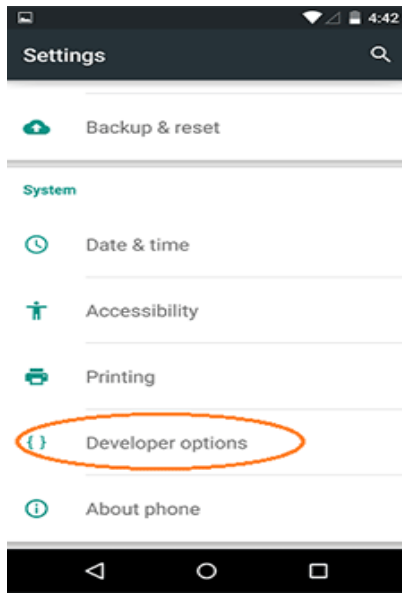 4:42
Settings
Backup & reset
System
Date & time
Accessibility
Printing
{ } Developer options
About phone